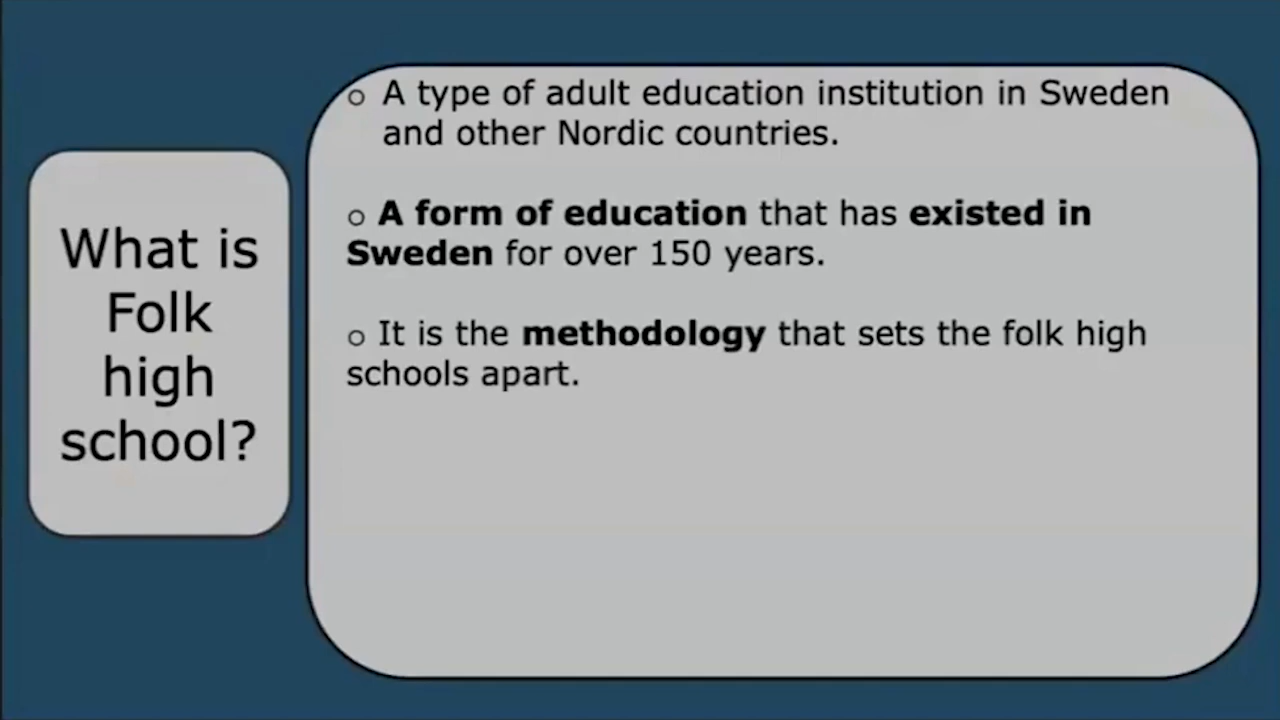 What is
Folk
high
school?
o A type of adult education institution in Sweden
and other Nordic countries.
o A form of education that has existed in
Sweden for over 150 years.
o It is the methodology that sets the folk high
schools apart.